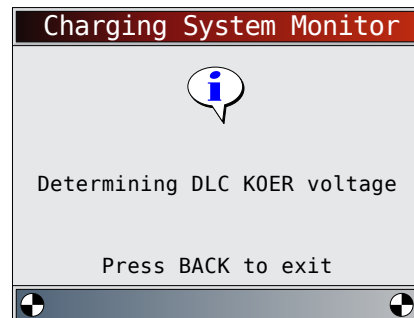 Charging System Monitor
i
Determining DLC KOER voltage
Press BACK to exit